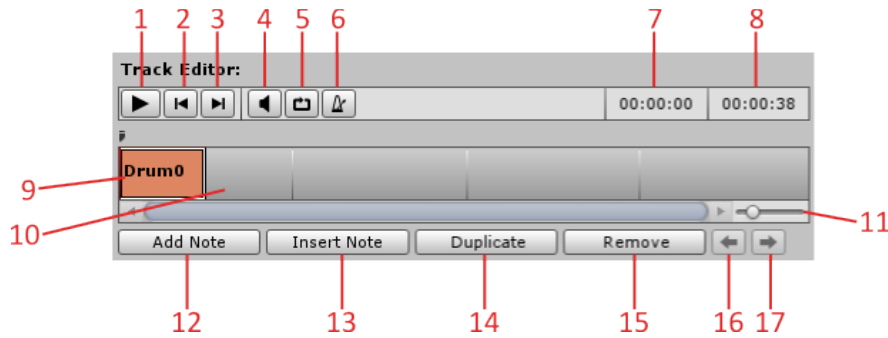 1 2 3 4 5 6 7 8
Track Editor:
00:00:00 00:00:38
Drum0
9
10
11
Add Note Insert Note Duplicate Remove
12 13 14 15 16 17